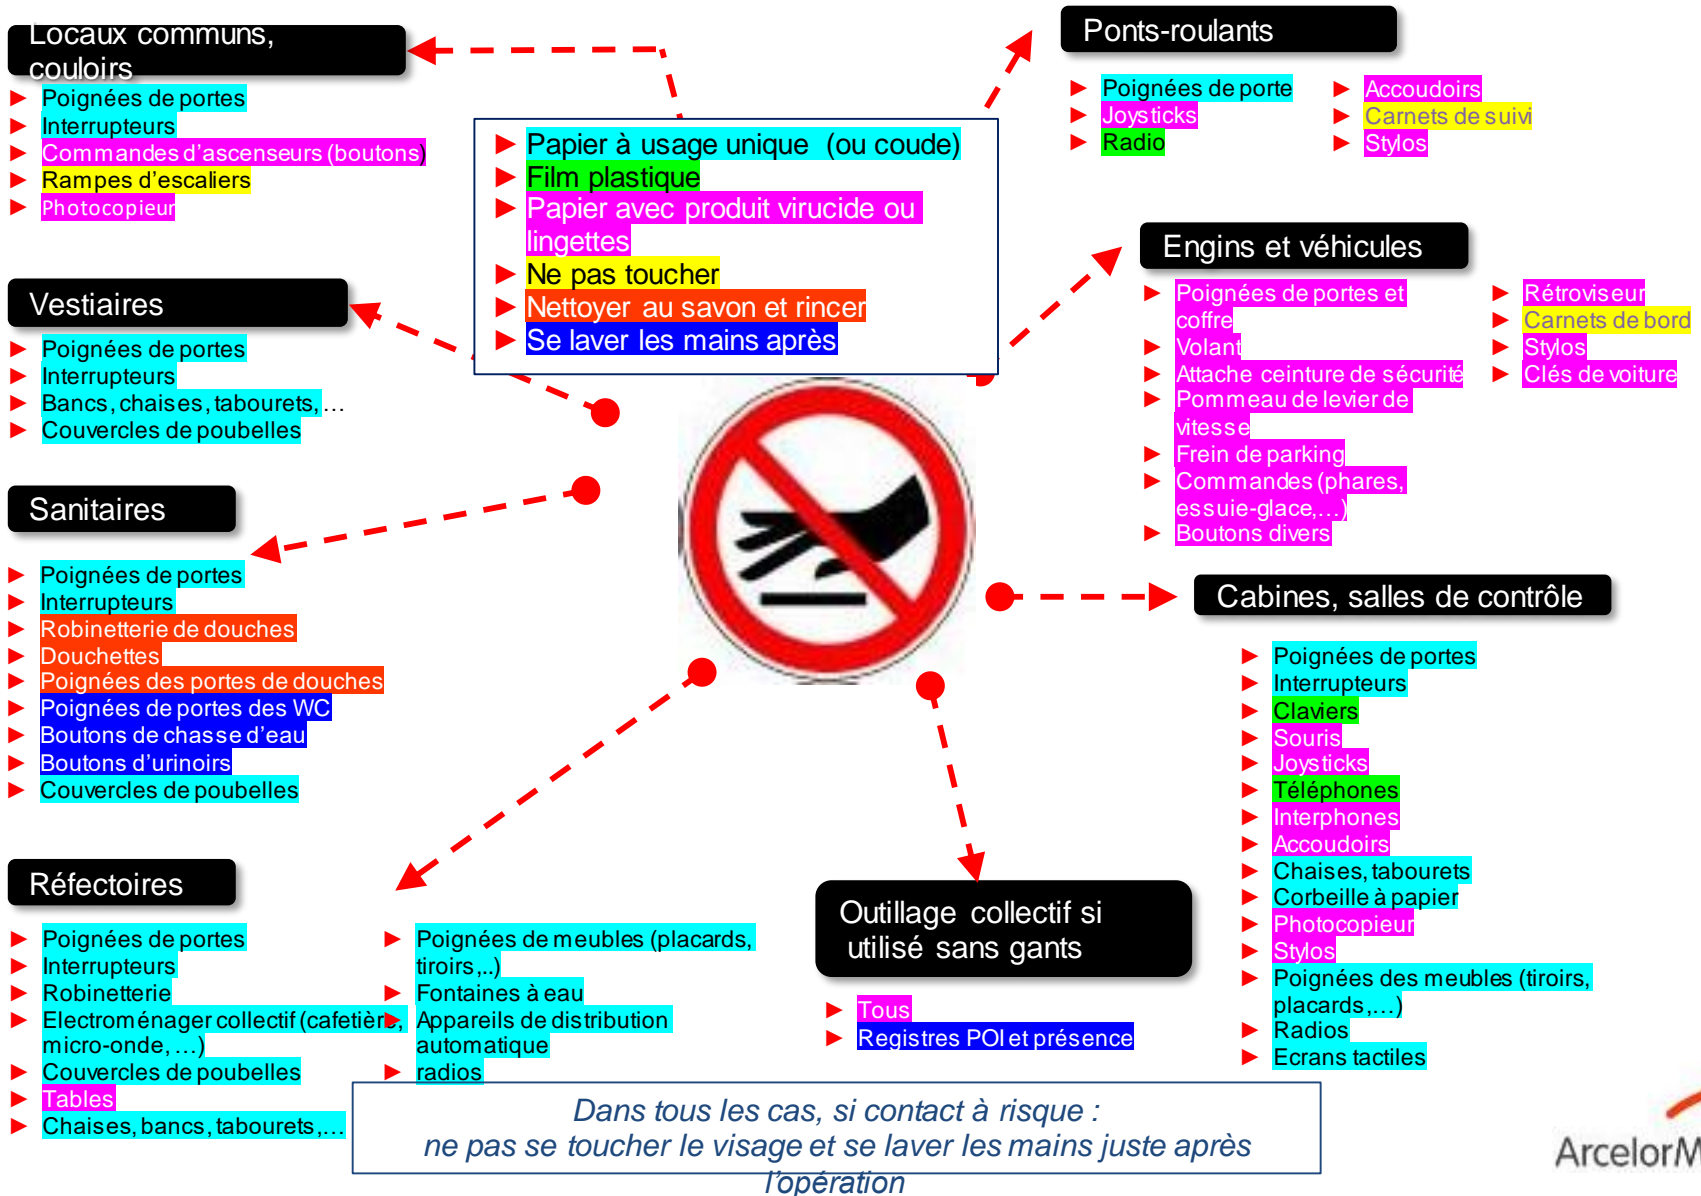 Locaux communs,
couloirs
Poignées de portes
Interrupteurs
Commandes d'ascenseurs (boutons)
Rampes d'escaliers
Photocopieur
Papier à usage unique (ou coude)
Film plastique
Papier avec produit virucide ou
lingettes
Ne pas toucher
Nettoyer au savon et rincer
Se laver les mains après
Ponts-roulants
Poignées de porte
Joysticks
Radio
Accoudoirs
Carnets de suivi
Stylos
Engins et véhicules
Poignées de portes et
coffre
Volant
Attache ceinture de sécurité
Pommeau de levier de
vitesse
Frein de parking
Commandes (phares,
essuie-glace,…)
Boutons divers
Rétroviseur
Carnets de bord
Stylos
Clés de voiture
Vestiaires
Poignées de portes
Interrupteurs
Bancs, chaises, tabourets,…
Couvercles de poubelles
Sanitaires
Poignées de portes
Interrupteurs
Robinetterie de douches
Douchettes
Poignées des portes de douches
Poignées de portes des WC
Boutons de chasse d'eau
Boutons d'urinoirs
Couvercles de poubelles
Cabines, salles de contrôle
Poignées de portes
Interrupteurs
Claviers
Souris
Joysticks
Téléphones
Interphones
Accoudoirs
Chaises, tabourets
Corbeille à papier
Photocopieur
Stylos
Poignées des meubles (tiroirs,
placards,…)
Radios
Ecrans tactiles
Réfectoires
Poignées de portes
Interrupteurs
Robinetterie
Electroménager collectif (cafetière,
micro-onde, …)
Couvercles de poubelles
Tables
Chaises, bancs, tabourets,…
Poignées de meubles (placards,
tiroirs,..)
Fontaines à eau
Appareils de distribution
automatique
radios
Outillage collectif si
utilisé sans gants
Tous
Registres POI et présence
Dans tous les cas, si contact à risque :
ne pas se toucher le visage et se laver les mains juste après
l'opération
ArcelorM